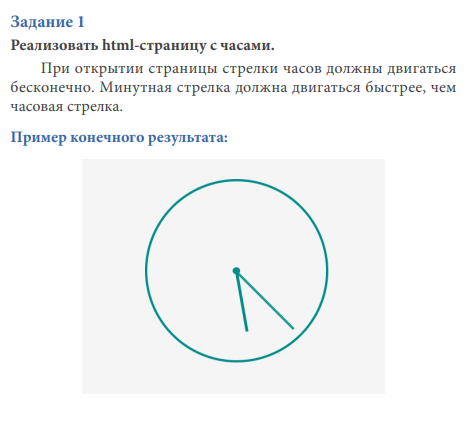 Задание 1
Реализовать html-страницу с часами.
При открытии страницы стрелки часов должны двигаться
бесконечно. Минутная стрелка должна двигаться быстрее, чем
часовая стрелка.
Пример конечного результата: